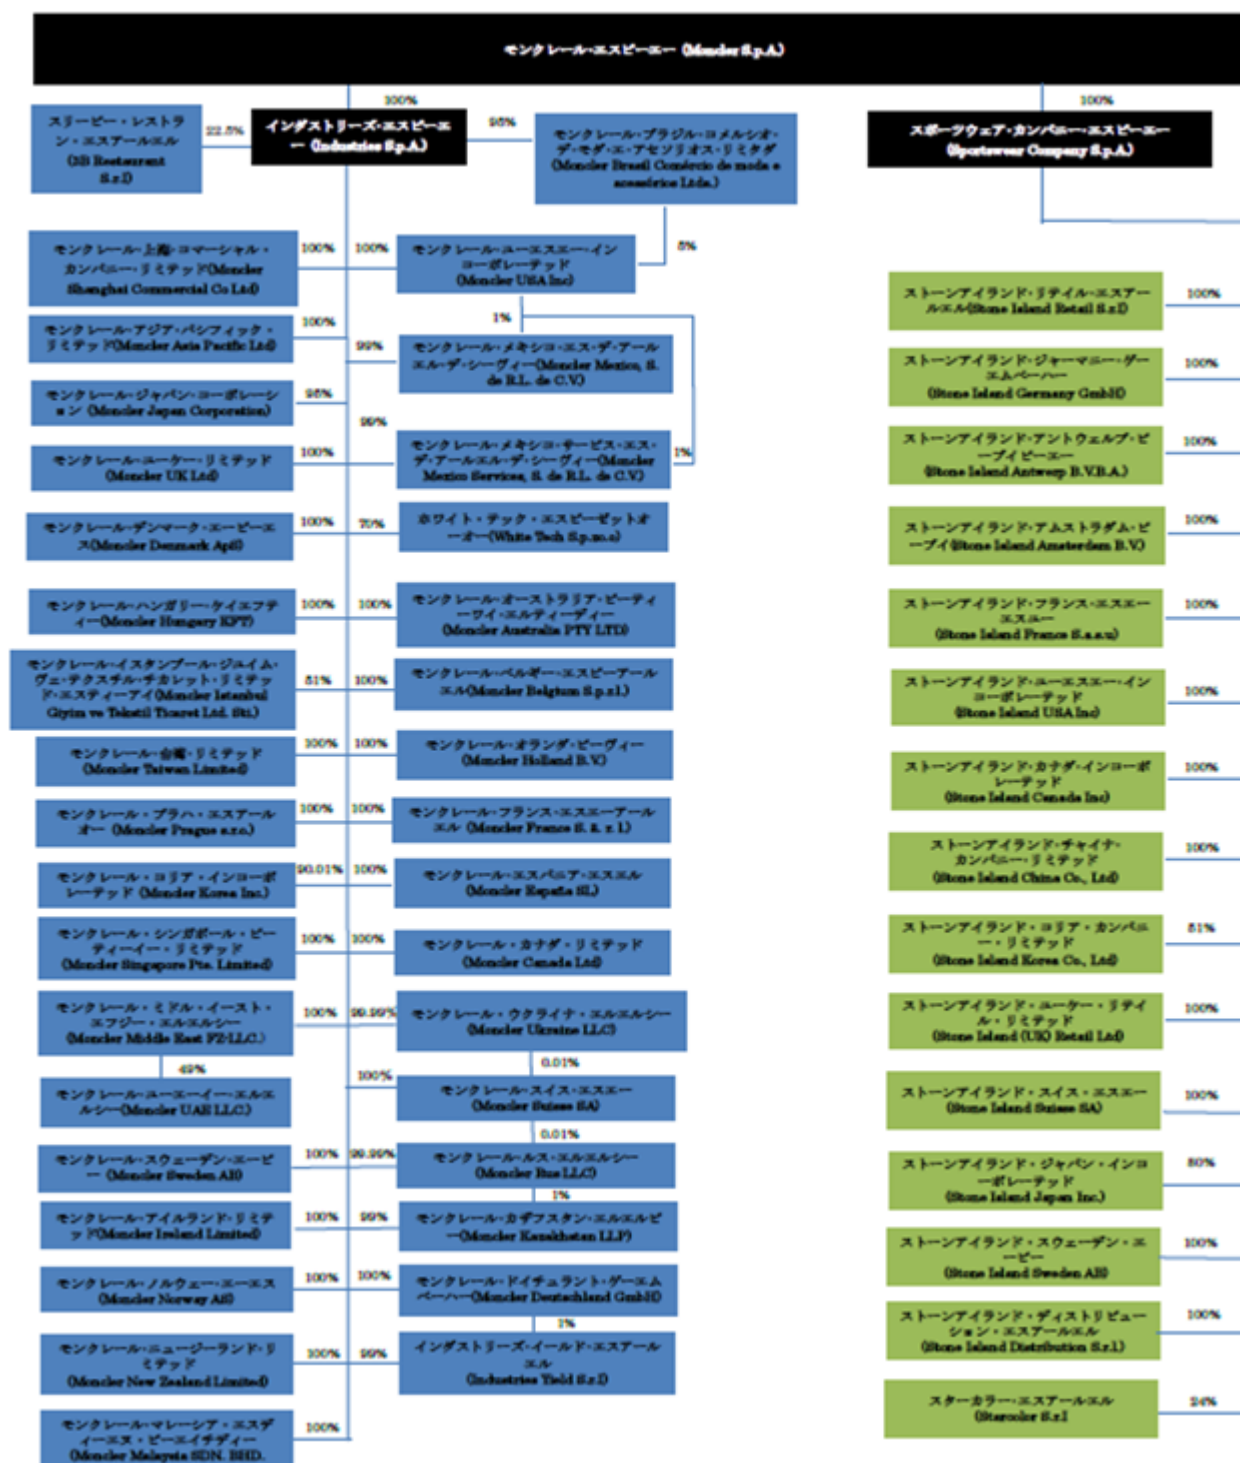 モンクレール・エスピーエー (Moncler S.p.A.)
100%
100%
スリービー・レストラ
ン・エスアールエル
(3B Restaurant
S.r.l)
22.5%
インダストリーズ・エスピーエ
ー (Industries S.p.A.)
95%
モンクレール・ブラジル・コメルシオ・
デ・モダ・エ・アセソリオス・リミタダ
(Moncler Brasil Comércio de moda e
acessórios Ltda.)
スポーツウェア・カンパニー・エスピーエー
(Sportswear Company S.p.A.)
5%
モンクレール・上海・コマーシャル・
カンパニー・リミテッド(Moncler
Shanghai Commercial Co Ltd)
100%
100%
モンクレール・ユーエスエー・イン
コーポレーテッド
(Moncler USA Inc)
モンクレール・アジア・パシフィック・
リミテッド(Moncler Asia Pacific Ltd)
100%
1%
99%
モンクレール・メキシコ・エス・デ・アール
エル・デ・シーヴィー(Moncler Mexico, S.
de R.L. de C.V.)
モンクレール・ジャパン・コーポレーシ
ョン (Moncler Japan Corporation)
モンクレール・ユーケー・リミテッド
(Moncler UK Ltd)
100%
99%
モンクレール・メキシコ・サービス・エス・
デ・アールエル・デ・シーヴィー(Moncler
Mexico Services, S. de R.L. de C.V.)
1%
モンクレール・デンマーク・エーピーエ
ス(Moncler Denmark ApS)
100%
70%
ホワイト・テック・エスピーゼットオ
ーオー(White Tech S.p.zo.o)
モンクレール・ハンガリー・ケイエフテ
ィー(Moncler Hungary KFT)
100%
100%
モンクレール・オーストラリア・ピーティ
ーワイ・エルティーディー
(Moncler Australia PTY LTD)
モンクレール・イスタンブール・ジュイム・
ヴェ・テクスチル・チカレット・リミテッ
ド・エスティーアイ(Moncler Istanbul
Giyim ve Tekstil Ticaret Ltd. Sti.)
51%
100%
モンクレール・ベルギー・エスピーアール
エル(Moncler Belgium S.p.r.l.)
モンクレール・台湾・リミテッド
(Moncler Taiwan Limited)
100%
100%
モンクレール・オランダ・ビーヴィー
(Moncler Holland B.V.)
モンクレール・プラハ・エスアール
オー (Moncler Prague s.r.o.)
100%
100%
モンクレール・フランス・エスエーアール
エル (Moncler France S. à. r. l.)
モンクレール・コリア・インコーポ
レーテッド (Moncler Korea Inc.)
90.01%
100%
モンクレール・エスパニア・エスエル
(Moncler España SL)
モンクレール・シンガポール・ピー
ティーイー・リミテッド
(Moncler Singapore Pte. Limited)
100%
100%
モンクレール・カナダ・リミテッド
(Moncler Canada Ltd)
モンクレール・ミドル・イースト・
エフジー・エルエルシー
(Moncler Middle East FZ-LLC.)
100%
99.99%
モンクレール・ウクライナ・エルエルシー
(Moncler Ukraine LLC)
49%
0.01%
モンクレール・ユーエーイー・エルエ
ルシー(Moncler UAE LLC.)
100%
モンクレール・スイス・エスエー
(Moncler Suisse SA)
0.01%
モンクレール・スウェーデン・エービ
ー (Moncler Sweden AB)
100%
99.99%
モンクレール・ルス・エルエルシー
(Moncler Rus LLC)
1%
モンクレール・アイルランド・リミテ
ッド(Moncler Ireland Limited)
100%
99%
モンクレール・カザフスタン・エルエルピ
ー(Moncler Kazakhstan LLP)
モンクレール・ノルウェー・エーエス
(Moncler Norway AS)
100%
100%
モンクレール・ドイチュラント・ゲーエム
ベーハー(Moncler Deutschland GmbH)
1%
モンクレール・ニュージーランド・リ
ミテッド
(Moncler New Zealand Limited)
100%
99%
インダストリーズ・イールド・エスアール
エル
(Industries Yield S.r.l)
モンクレール・マレーシア・エスディ
ーエヌ・ビーエイチディー
(Moncler Malaysia SDN. BHD.
100%
ストーンアイランド・リテイル・エスアー
ルエル(Stone Island Retail S.r.l)
100%
ストーンアイランド・ジャーマニー・ゲー
エムベーハー
(Stone Island Germany GmbH)
100%
ストーンアイランド・アントウェルプ・ビ
ーブイビーエー
(Stone Island Antwerp B.V.B.A.)
100%
ストーンアイランド・アムストラダム・ビ
ーブイ(Stone Island Amsterdam B.V.)
100%
ストーンアイランド・フランス・エスエー
エスユー
(Stone Island France S.a.s.u)
100%
ストーンアイランド・ユーエスエー・イン
コーポレーテッド
(Stone Island USA Inc)
100%
ストーンアイランド・カナダ・インコーポ
レーテッド
(Stone Island Canada Inc)
100%
ストーンアイランド・チャイナ・
カンパニー・リミテッド
(Stone Island China Co., Ltd)
100%
ストーンアイランド・コリア・カンパニ
ー・リミテッド
(Stone Island Korea Co., Ltd)
51%
ストーンアイランド・ユーケー・リテイ
ル・リミテッド
(Stone Island (UK) Retail Ltd)
100%
ストーンアイランド・スイス・エスエー
(Stone Island Suisse SA)
100%
ストーンアイランド・ジャパン・インコ
ーポレーテッド
(Stone Island Japan Inc.)
80%
ストーンアイランド・スウェーデン・エ
ービー
(Stone Island Sweden AB)
100%
ストーンアイランド・ディストリビュー
ション・エスアールエル
(Stone Island Distribution S.r.l.)
100%
スターカラー・エスアールエル
(Starcolor S.r.l
24%